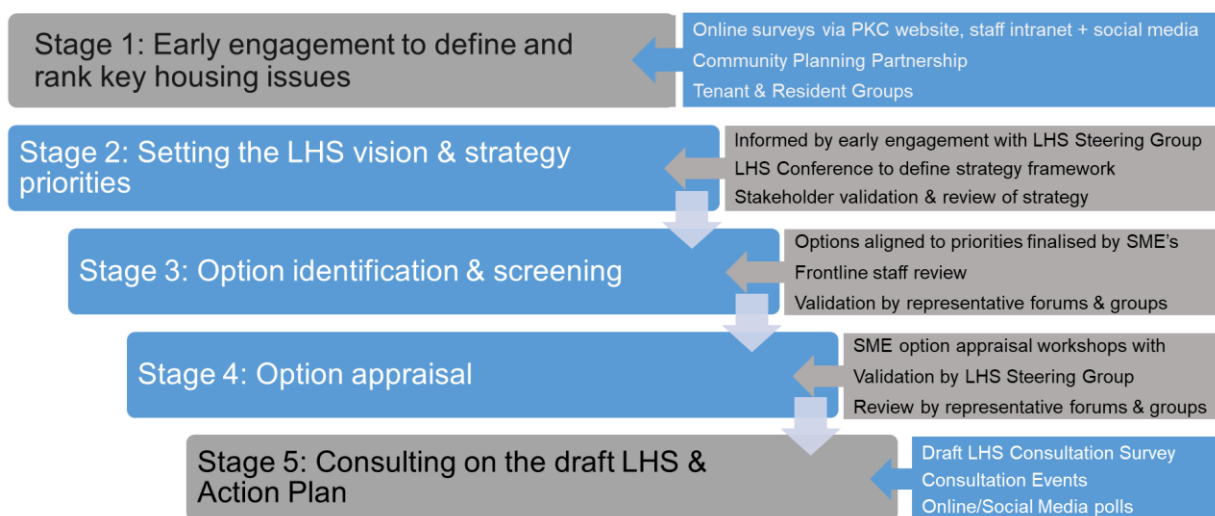 Stage 1: Early engagement to define and
rank key housing issues
Online surveys via PKC website, staff intranet + social media
Community Planning Partnership
Tenant & Resident Groups
Stage 2: Setting the LHS vision & strategy
priorities
Informed by early engagement with LHS Steering Group
LHS Conference to define strategy framework
Stakeholder validation & review of strategy
Stage 3: Option identification & screening
Options aligned to priorities finalised by SME's
Frontline staff review
Validation by representative forums & groups
Stage 4: Option appraisal
SME option appraisal workshops with
Validation by LHS Steering Group
Review by representative forums & groups
Stage 5: Consulting on the draft LHS &
Action Plan
Draft LHS Consultation Survey
Consultation Events
Online/Social Media polls